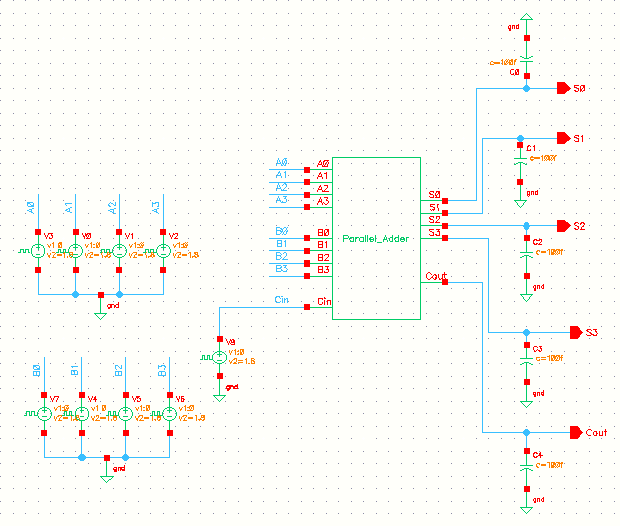 gnd
c=100f
C0
S0
C1
c=100f
gnd
S1
A0
A1
A2
A3
A0
A1
A2
A3
B0
B1
B2
B3
B0
B1
B2
B3
Cin
Cin
Parallel_Adder
S0
S1
S2
S3
Cout
S2
C2
c=100f
gnd
A0
A1
A2
A3
V3
v1:0
v2=1.8
V0
v1:0
v2=1.8
V1
v1:0
v2=1.8
V2
v1:0
v2=1.8
gnd
S3
C3
c=100f
gnd
V8
v1:0
v2=1.8
gnd
B0
B1
B2
B3
V7
v1:0
v2=1.8
V4
v1:0
v2=1.8
V5
v1:0
v2=1.8
V6
v1:0
v2=1.8
gnd
Cout
C4
c=100f
gnd